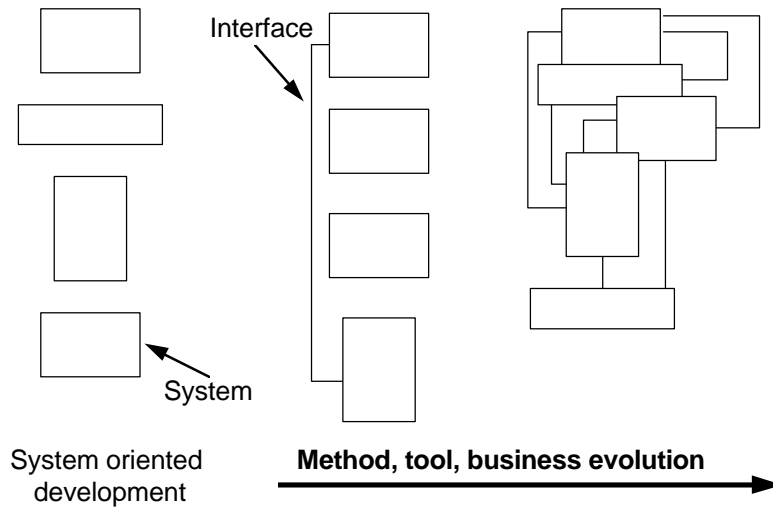 Interface
System
System oriented
development
Method, tool, business evolution